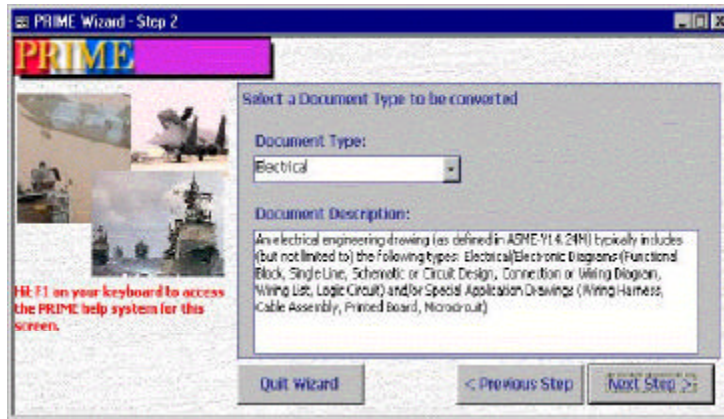 PRIME Wizard - Step 2
PRIME
Select a Document Type to be converted
Document Type:
Electrical
Document Description:
An electrical engineering drawing (as defined in ASME-Y14.24M) typically includes
(but not limited to) the following types: Electrical/Electronic Diagrams (Functional
Block, Single Line, Schematic or Circuit Design, Connection or Wiring Diagram,
Wiring List, Logic Circuit) and/or Special Application Drawings (Wiring Harness,
Cable Assembly, Printed Board, Microcircuit)
Hit F1 on your keyboard to access
the PRIME help system for this
screen.
Quit Wizard
< Previous Step
Next Step >